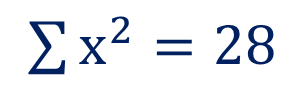 ∑ x² = 28